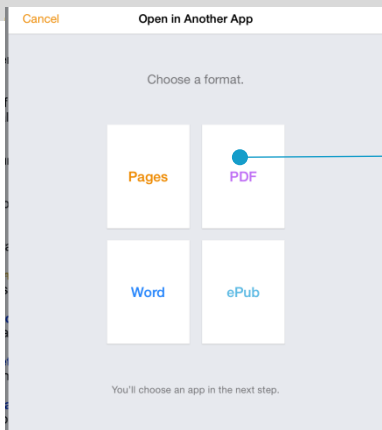 Cancel Open in Another App
Choose a format.
Pages PDF
Word ePub
You'll choose an app in the next step.